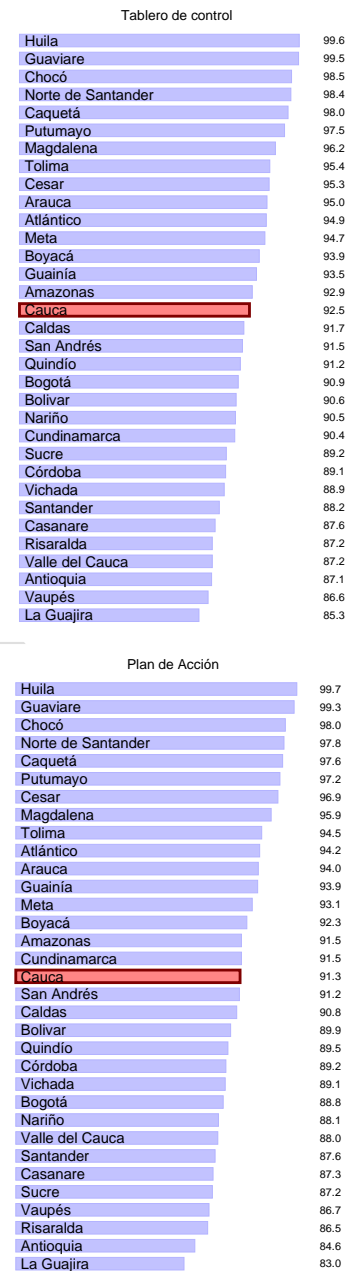 Tablero de control
Huila 99.6
Guaviare 99.5
Chocó 98.5
Norte de Santander 98.4
Caquetá 98.0
Putumayo 97.5
Magdalena 96.2
Tolima 95.4
Cesar 95.3
Arauca 95.0
Atlántico 94.9
Meta 94.7
Boyacá 93.9
Guainía 93.5
Amazonas 92.9
Cauca 92.5
Caldas 91.7
San Andrés 91.5
Quindío 91.2
Bogotá 90.9
Bolivar 90.6
Nariño 90.5
Cundinamarca 90.4
Sucre 89.2
Córdoba 89.1
Vichada 88.9
Santander 88.2
Casanare 87.6
Risaralda 87.2
Valle del Cauca 87.2
Antioquia 87.1
Vaupés 86.6
La Guajira 85.3
Plan de Acción
Huila 99.7
Guaviare 99.3
Chocó 98.0
Norte de Santander 97.8
Caquetá 97.6
Putumayo 97.2
Cesar 96.9
Magdalena 95.9
Tolima 94.5
Atlántico 94.2
Arauca 94.0
Guainía 93.9
Meta 93.1
Boyacá 92.3
Amazonas 91.5
Cundinamarca 91.5
Cauca 91.3
San Andrés 91.2
Caldas 90.8
Bolivar 89.9
Quindío 89.5
Córdoba 89.2
Vichada 89.1
Bogotá 88.8
Nariño 88.1
Valle del Cauca 88.0
Santander 87.6
Casanare 87.3
Sucre 87.2
Vaupés 86.7
Risaralda 86.5
Antioquia 84.6
La Guajira 83.0